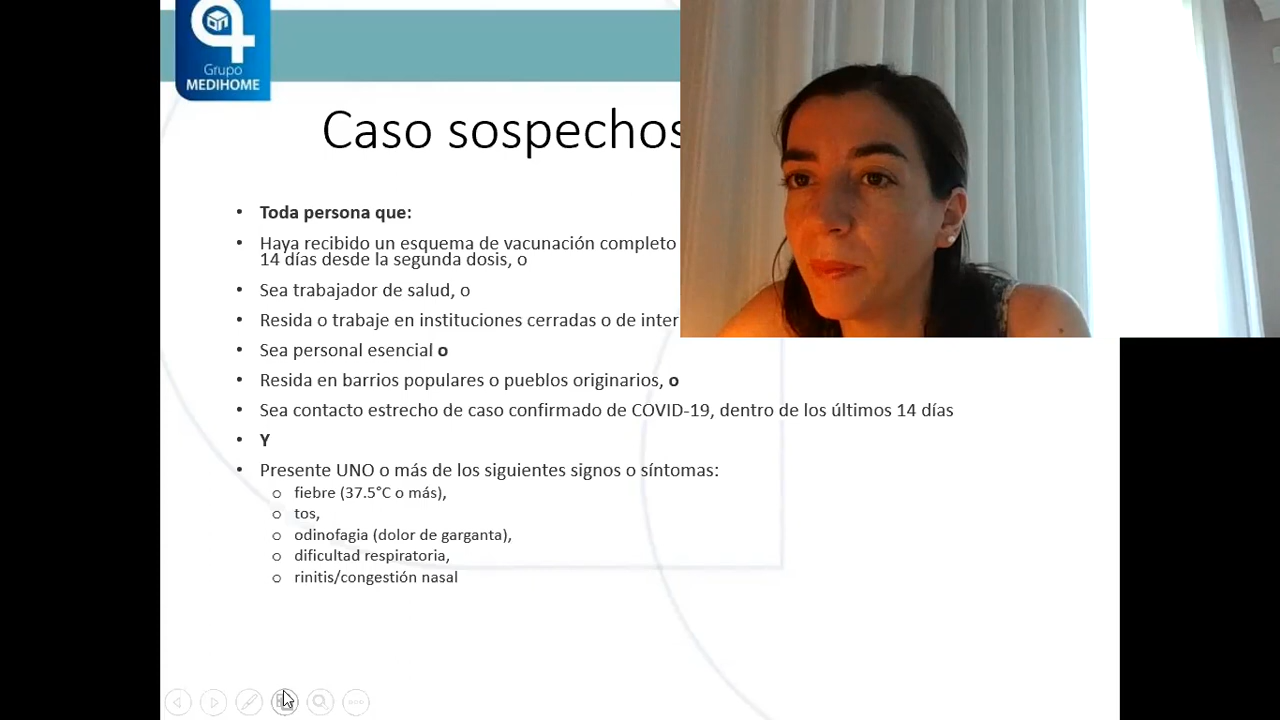 Grupo
MEDIHOME
Caso sospechos
Toda persona que:
Haya recibido un esquema de vacunación completo
14 días desde la segunda dosis, o
Sea trabajador de salud, o
Resida o trabaje en instituciones cerradas o de inter
Sea personal esencial o
Resida en barrios populares o pueblos originarios, o
Sea contacto estrecho de caso confirmado de COVID-19, dentro de los últimos 14 días
Y
Presente UNO o más de los siguientes signos o síntomas:
fiebre (37.5°C o más),
tos,
odinofagia (dolor de garganta),
dificultad respiratoria,
rinitis/congestión nasal